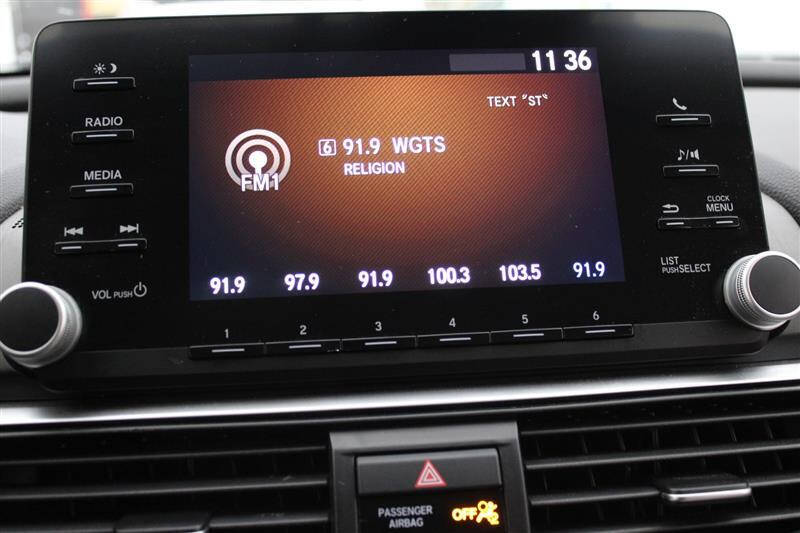 11 36
TEXT "ST"
RADIO
6 91.9 WGTS
RELIGION
FM1
MEDIA
CLOCK
MENU
LIST
PUSH SELECT
VOL PUSH
91.9 97.9 91.9 100.3 103.5 91.9
1 2 3 4 5 6
PASSENGER
AIRBAG
OFF 2